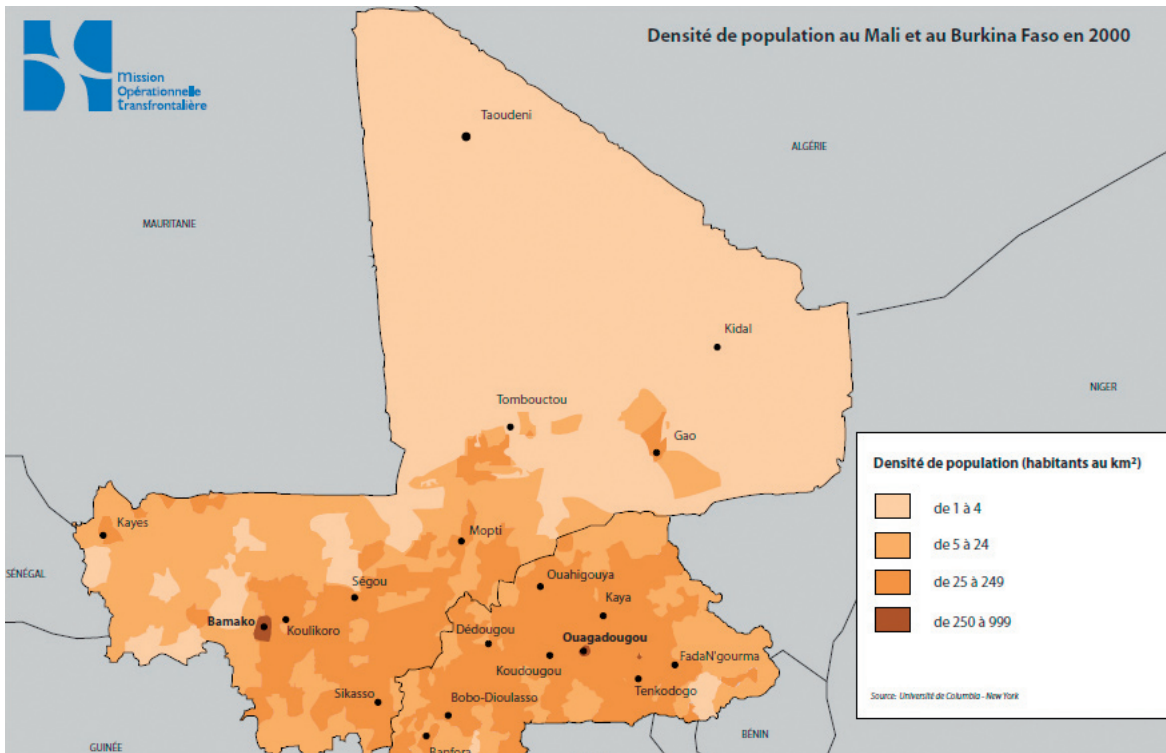 Mission
Opérationnelle
transfrontalière
Densité de population au Mali et au Burkina Faso en 2000
Taoudeni
ALGÉRIE
MAURITANIE
Kidal
NIGER
Tombouctou
Gao
Densité de population (habitants au km²)
de 1 à 4
de 5 à 24
de 25 à 249
de 250 à 999
Source: Université de Columbia - New York
Kayes
Mopti
SÉNÉGAL
Ségou
Ouahigouya
Kaya
Bamako
Koulikoro
Dédougou
Ouagadougou
Koudougou
FadaN'gourma
Tenkodogo
Sikasso
Bobo-Dioulasso
Banfora
GUINÉE
BÉNIN